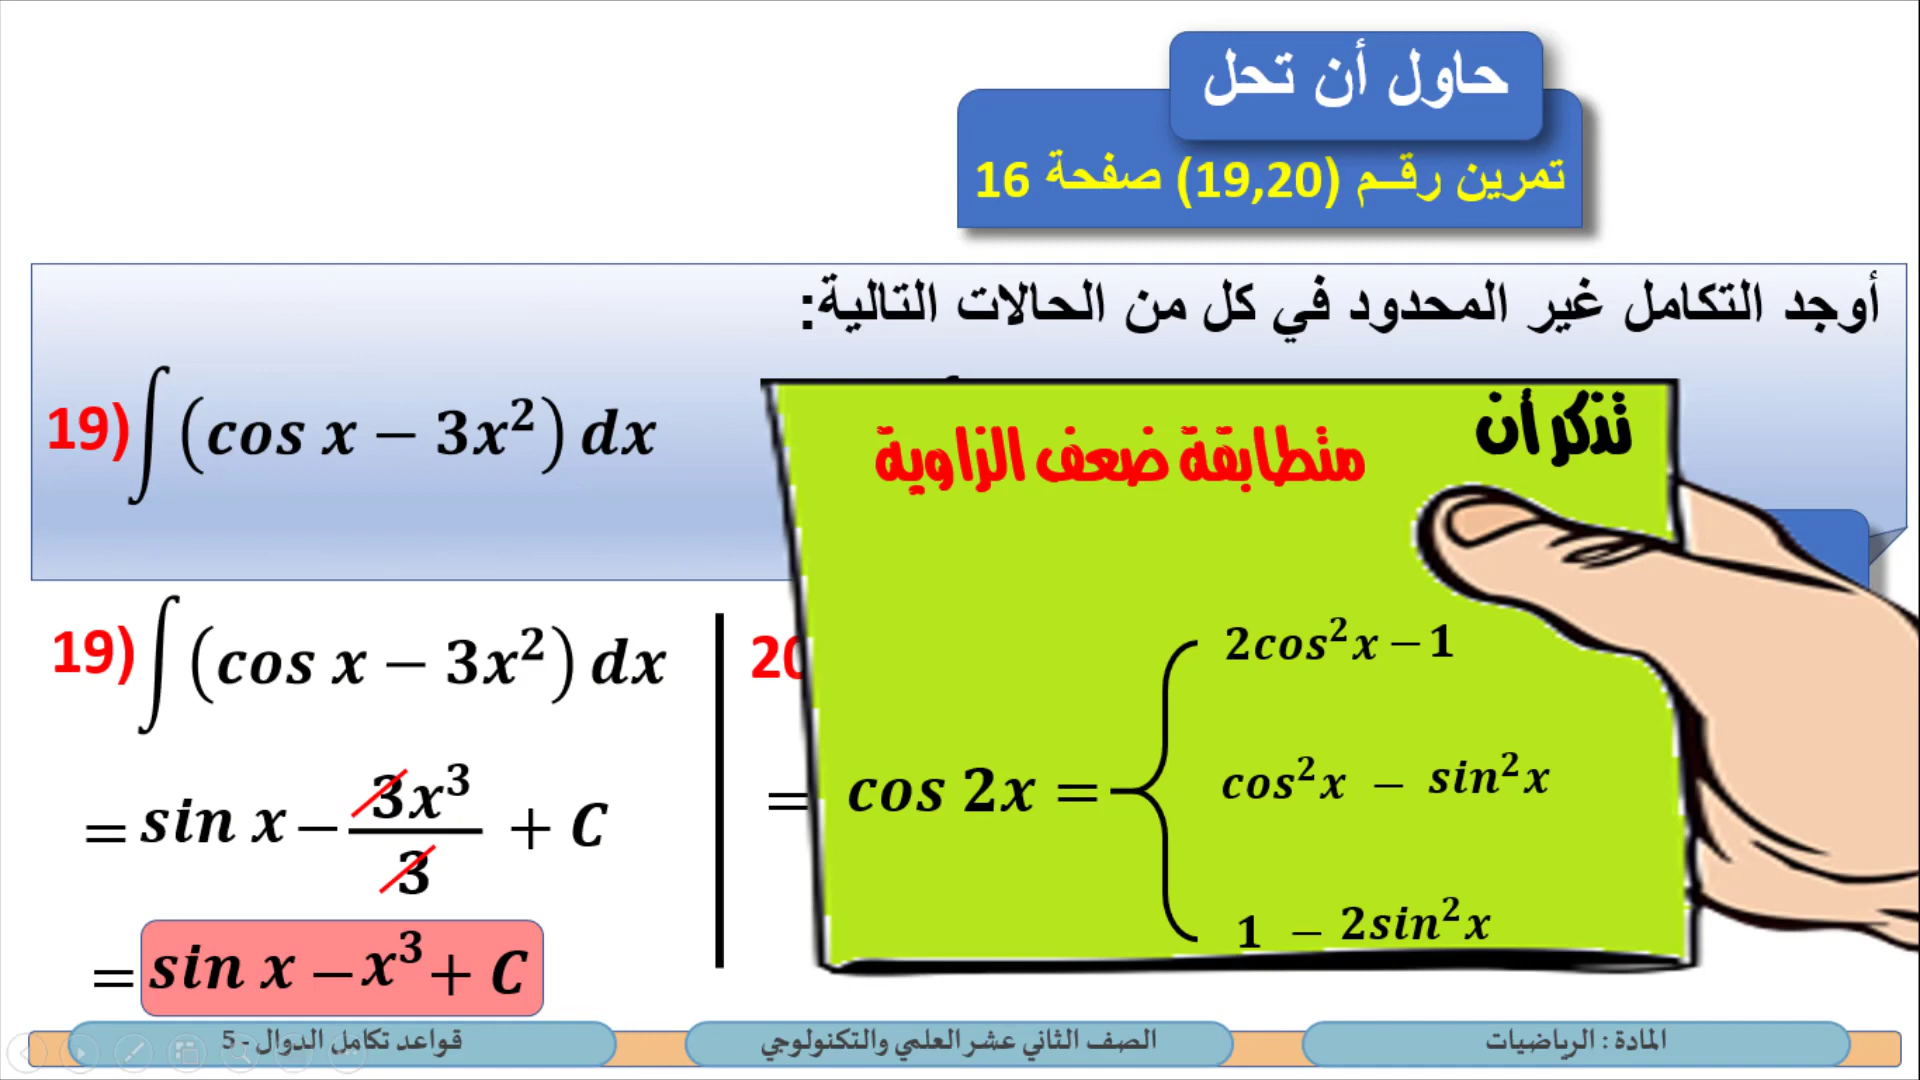 حاول أن تحل
تمرين رقم (19,20) صفحة 16
أوجد التكامل غير المحدود في كل من الحالات التالية:
19) ∫(cos x − 3x²) dx
19) ∫(cos x − 3x²) dx
= sin x − 3x³/3 + C
= sin x − x³ + C
20
=
تذكر أن
متطابقة ضعف الزاوية
2cos²x − 1
cos 2x = cos²x − sin²x
1 − 2sin²x
المادة : الرياضيات
الصف الثاني عشر العلمي والتكنولوجي
قواعد تكامل الدوال - 5